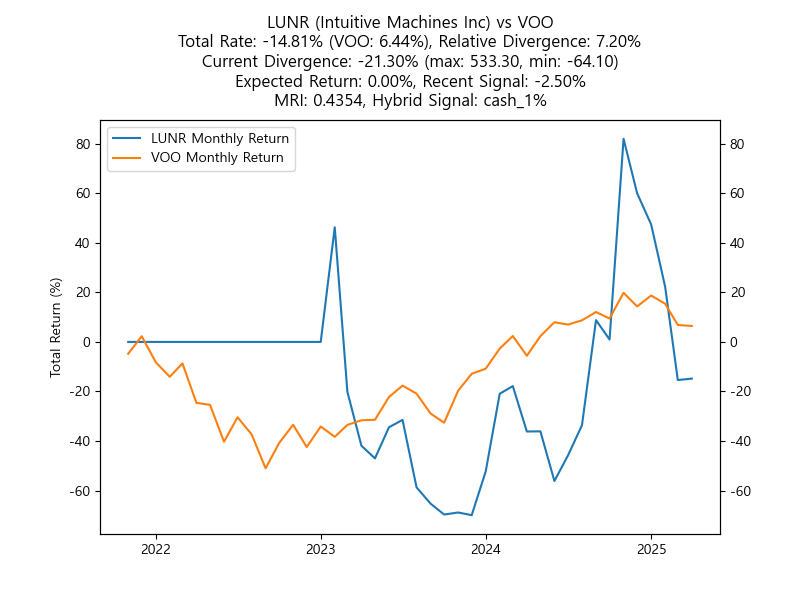 LUNR (Intuitive Machines Inc) vs VOO
Total Rate: -14.81% (VOO: 6.44%), Relative Divergence: 7.20%
Current Divergence: -21.30% (max: 533.30, min: -64.10)
Expected Return: 0.00%, Recent Signal: -2.50%
MRI: 0.4354, Hybrid Signal: cash_1%
LUNR Monthly Return
VOO Monthly Return
Total Return (%)
80
60
40
20
0
-20
-40
-60
80
60
40
20
0
-20
-40
-60
2022
2023
2024
2025